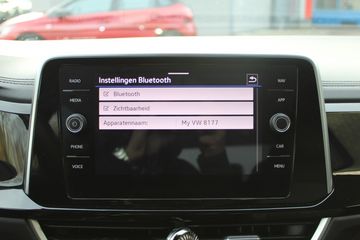 RADIO
MEDIA
PHONE
VOICE
Instellingen Bluetooth
Bluetooth
Zichtbaarheid
Apparatennaam: My VW 8177
NAV
APP
CAR
MENU